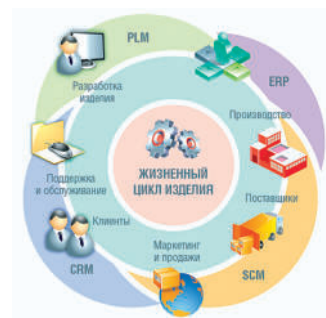 PLM
ERP
Разработка
изделия
Производство
ЖИЗНЕННЫЙ
ЦИКЛ ИЗДЕЛИЯ
Поддержка
и обслуживание
Поставщики
Клиенты
Маркетинг
и продажи
CRM
SCM